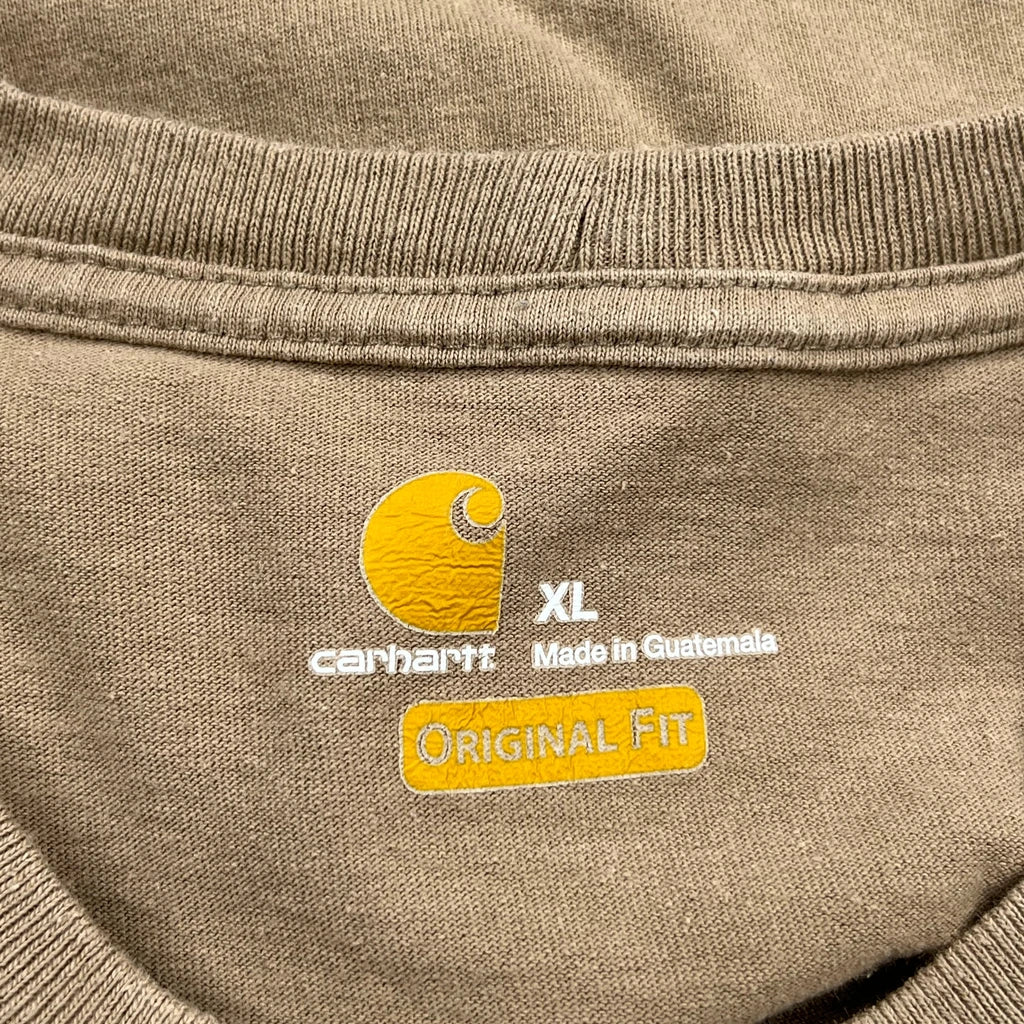 XL
carhartt
Made in Guatemala
ORIGINAL FIT